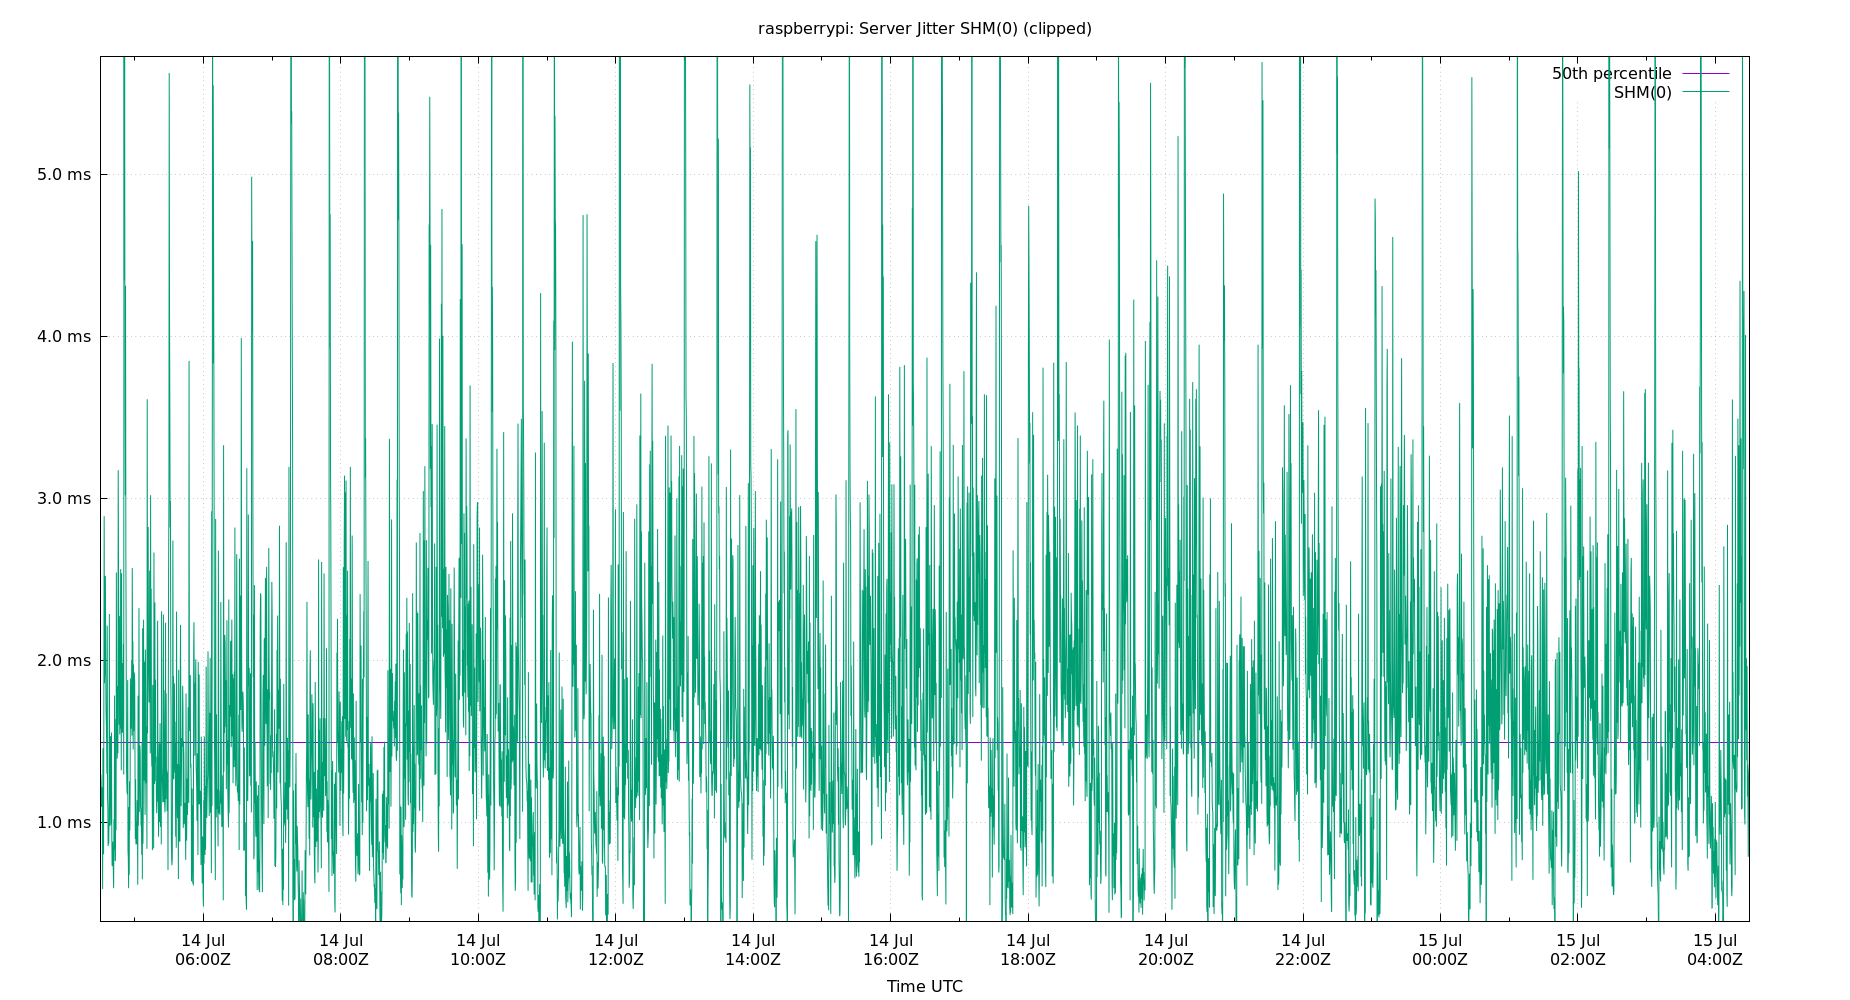 raspberrypi: Server Jitter SHM(0) (clipped)
50th percentile
SHM(0)
5.0 ms
4.0 ms
3.0 ms
2.0 ms
1.0 ms
14 Jul 14 Jul 14 Jul 14 Jul 14 Jul 14 Jul 14 Jul 14 Jul 14 Jul 15 Jul 15 Jul 15 Jul
06:00Z 08:00Z 10:00Z 12:00Z 14:00Z 16:00Z 18:00Z 20:00Z 22:00Z 00:00Z 02:00Z 04:00Z
Time UTC